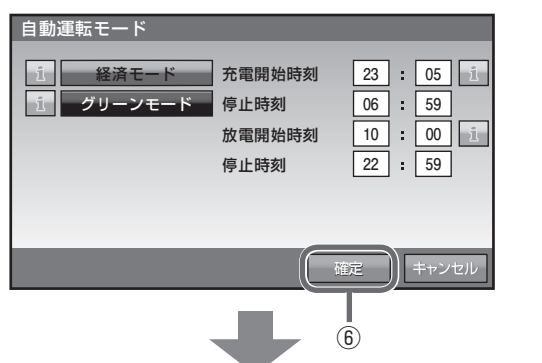 自動運転モード
i 経済モード 充電開始時刻 23 : 05 i
i グリーンモード 停止時刻 06 : 59
放電開始時刻 10 : 00 i
停止時刻 22 : 59
確定 キャンセル
⑥